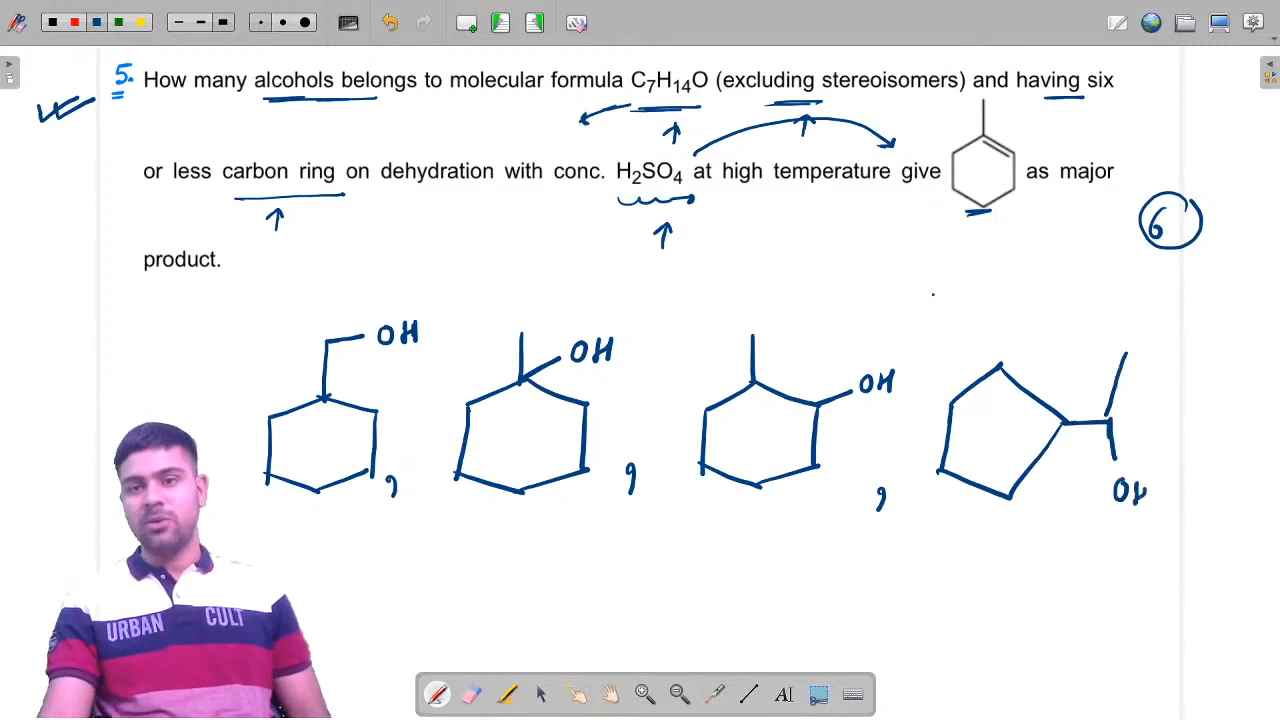 5. How many alcohols belongs to molecular formula C₇H₁₄O (excluding stereoisomers) and having six
or less carbon ring on dehydration with conc. H₂SO₄ at high temperature give as major
6
product.
OH
OH
OH
OH
, , ,
URBAN CULT
AI